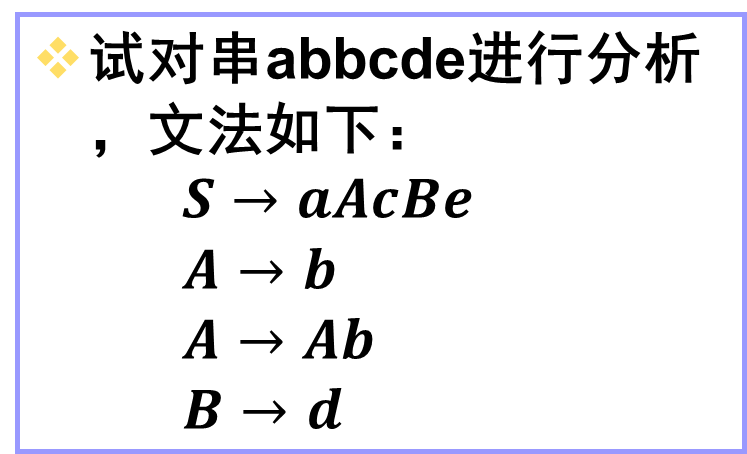 试对串abbcde进行分析
，文法如下：
S → aAcBe
A → b
A → Ab
B → d